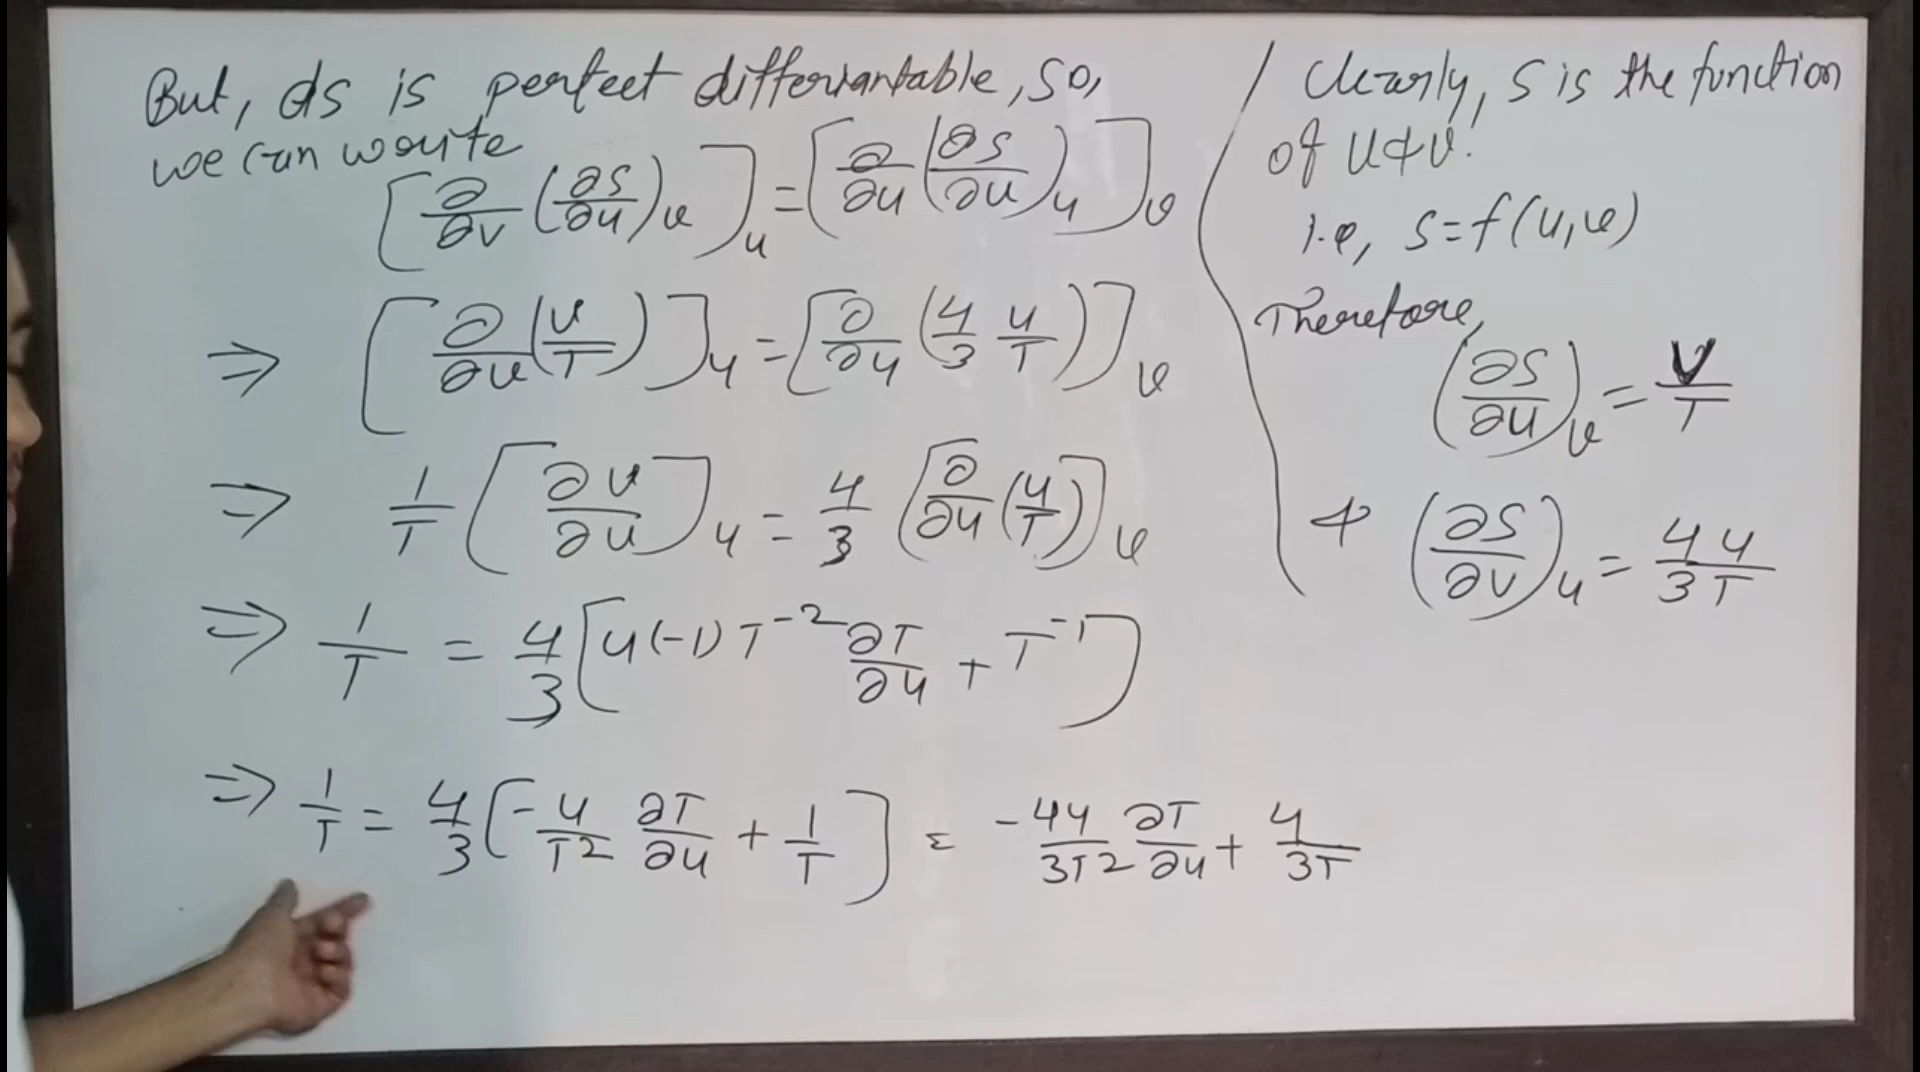 But, ds is perfect differiantable, so,
we can write
[∂/∂v (∂s/∂u)v]u = [∂/∂u (∂s/∂u)u]v
⇒ [∂/∂v (v/T)]u = [∂/∂u (4/3 u/T)]v
⇒ 1/T [∂v/∂u]u = 4/3 [∂/∂u (u/T)]v
⇒ 1/T = 4/3 [u(-1)T⁻² ∂T/∂u + T⁻¹]
⇒ 1/T = 4/3 [-u/T² ∂T/∂u + 1/T] = -4u/3T² ∂T/∂u + 4/3T
Clearly, S is the function
of u & v.
i.e, S=f(u,v)
Therefore,
(∂S/∂u)v = V/T
& (∂S/∂v)u = 4u/3T